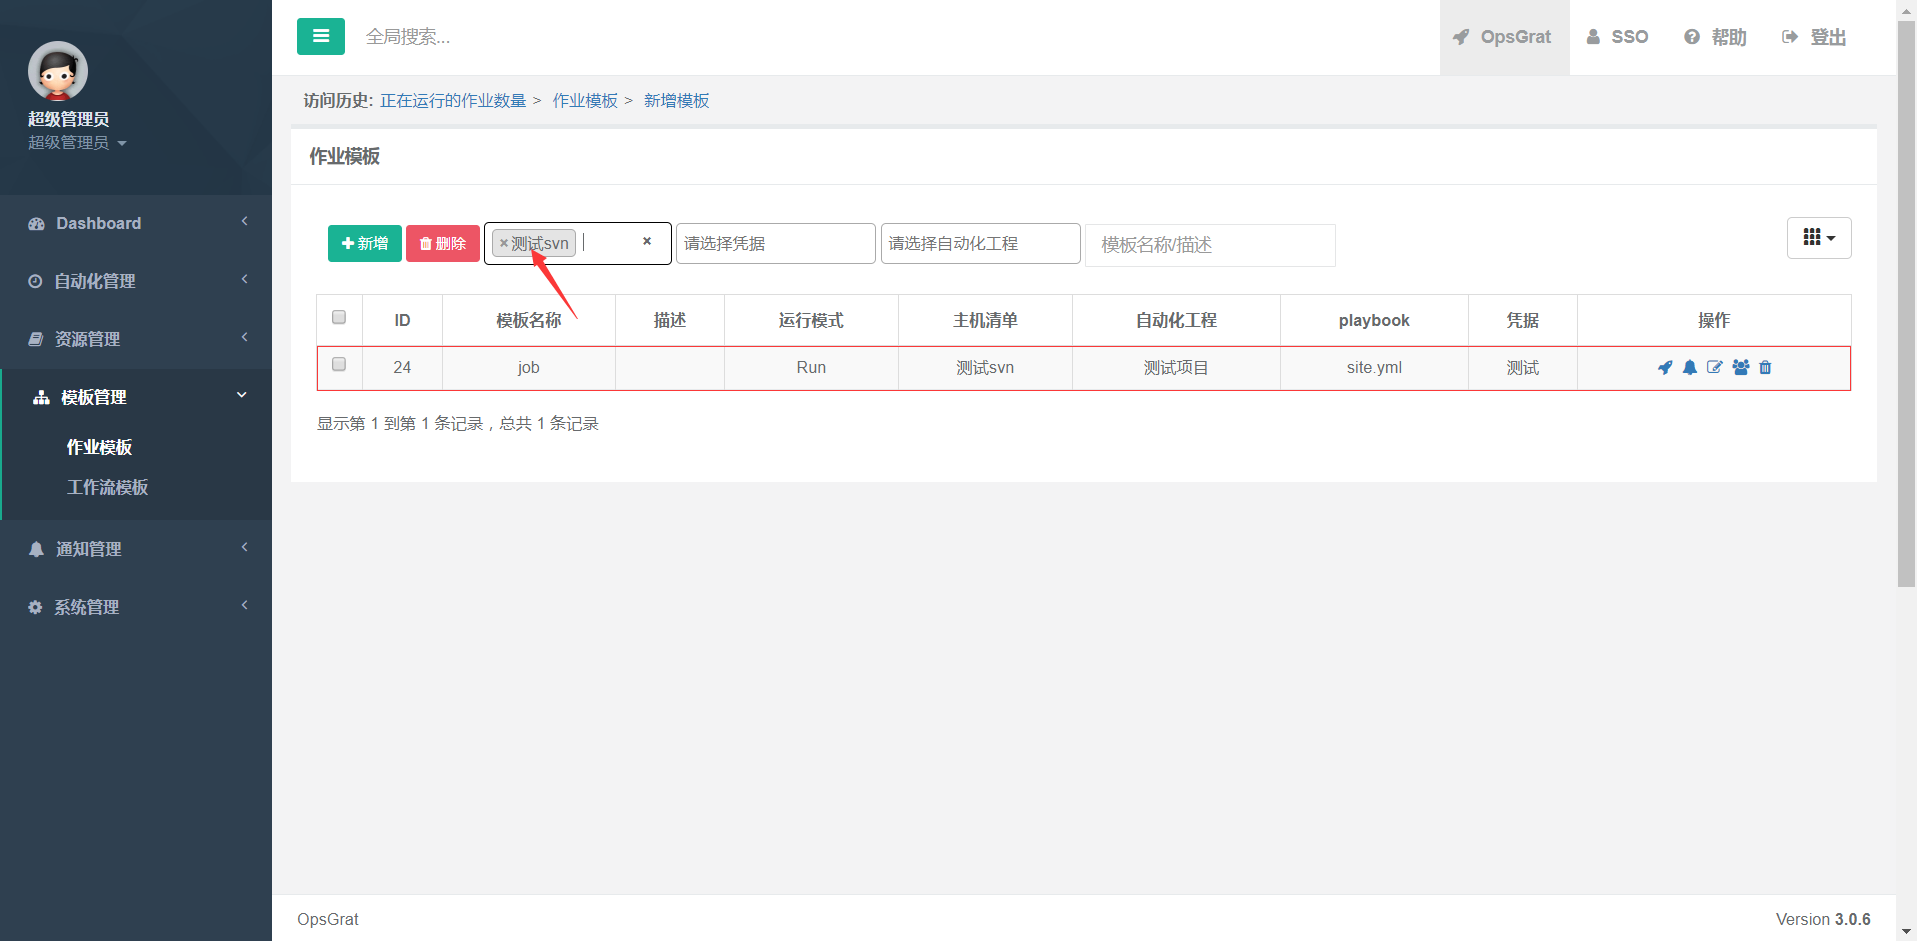 全局搜索...
OpsGrat
SSO
帮助
登出
超级管理员
超级管理员
Dashboard
自动化管理
资源管理
模板管理
作业模板
工作流模板
通知管理
系统管理
访问历史: 正在运行的作业数量 > 作业模板 > 新增模板
作业模板
新增 删除 ×测试svn × 请选择凭据 请选择自动化工程 模板名称/描述
ID 模板名称 描述 运行模式 主机清单 自动化工程 playbook 凭据 操作
24 job Run 测试svn 测试项目 site.yml 测试
显示第 1 到第 1 条记录，总共 1 条记录
OpsGrat
Version 3.0.6